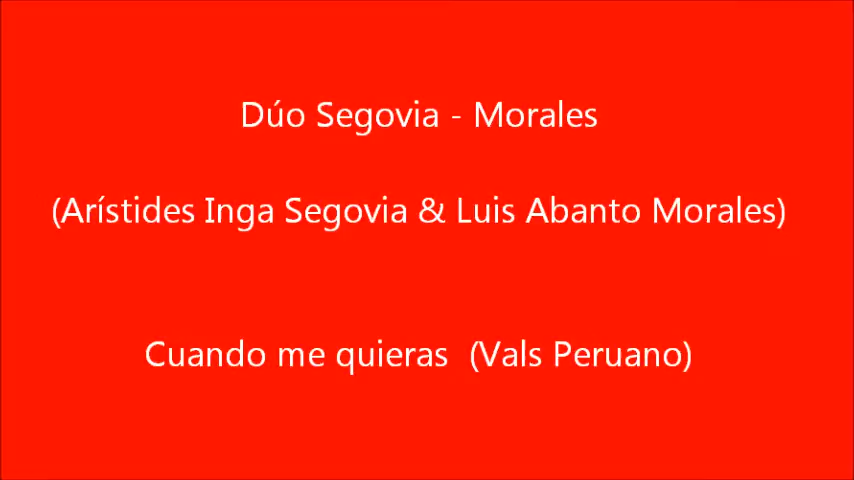 Dúo Segovia - Morales
(Arístides Inga Segovia & Luis Abanto Morales)
Cuando me quieras  (Vals Peruano)